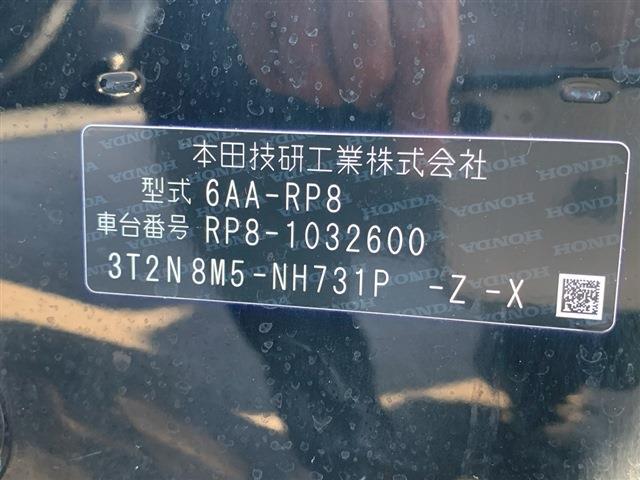 本田技研工業株式会社
型式 6AA-RP8
車台番号 RP8-1032600
3T2N8M5-NH731P -Z-X